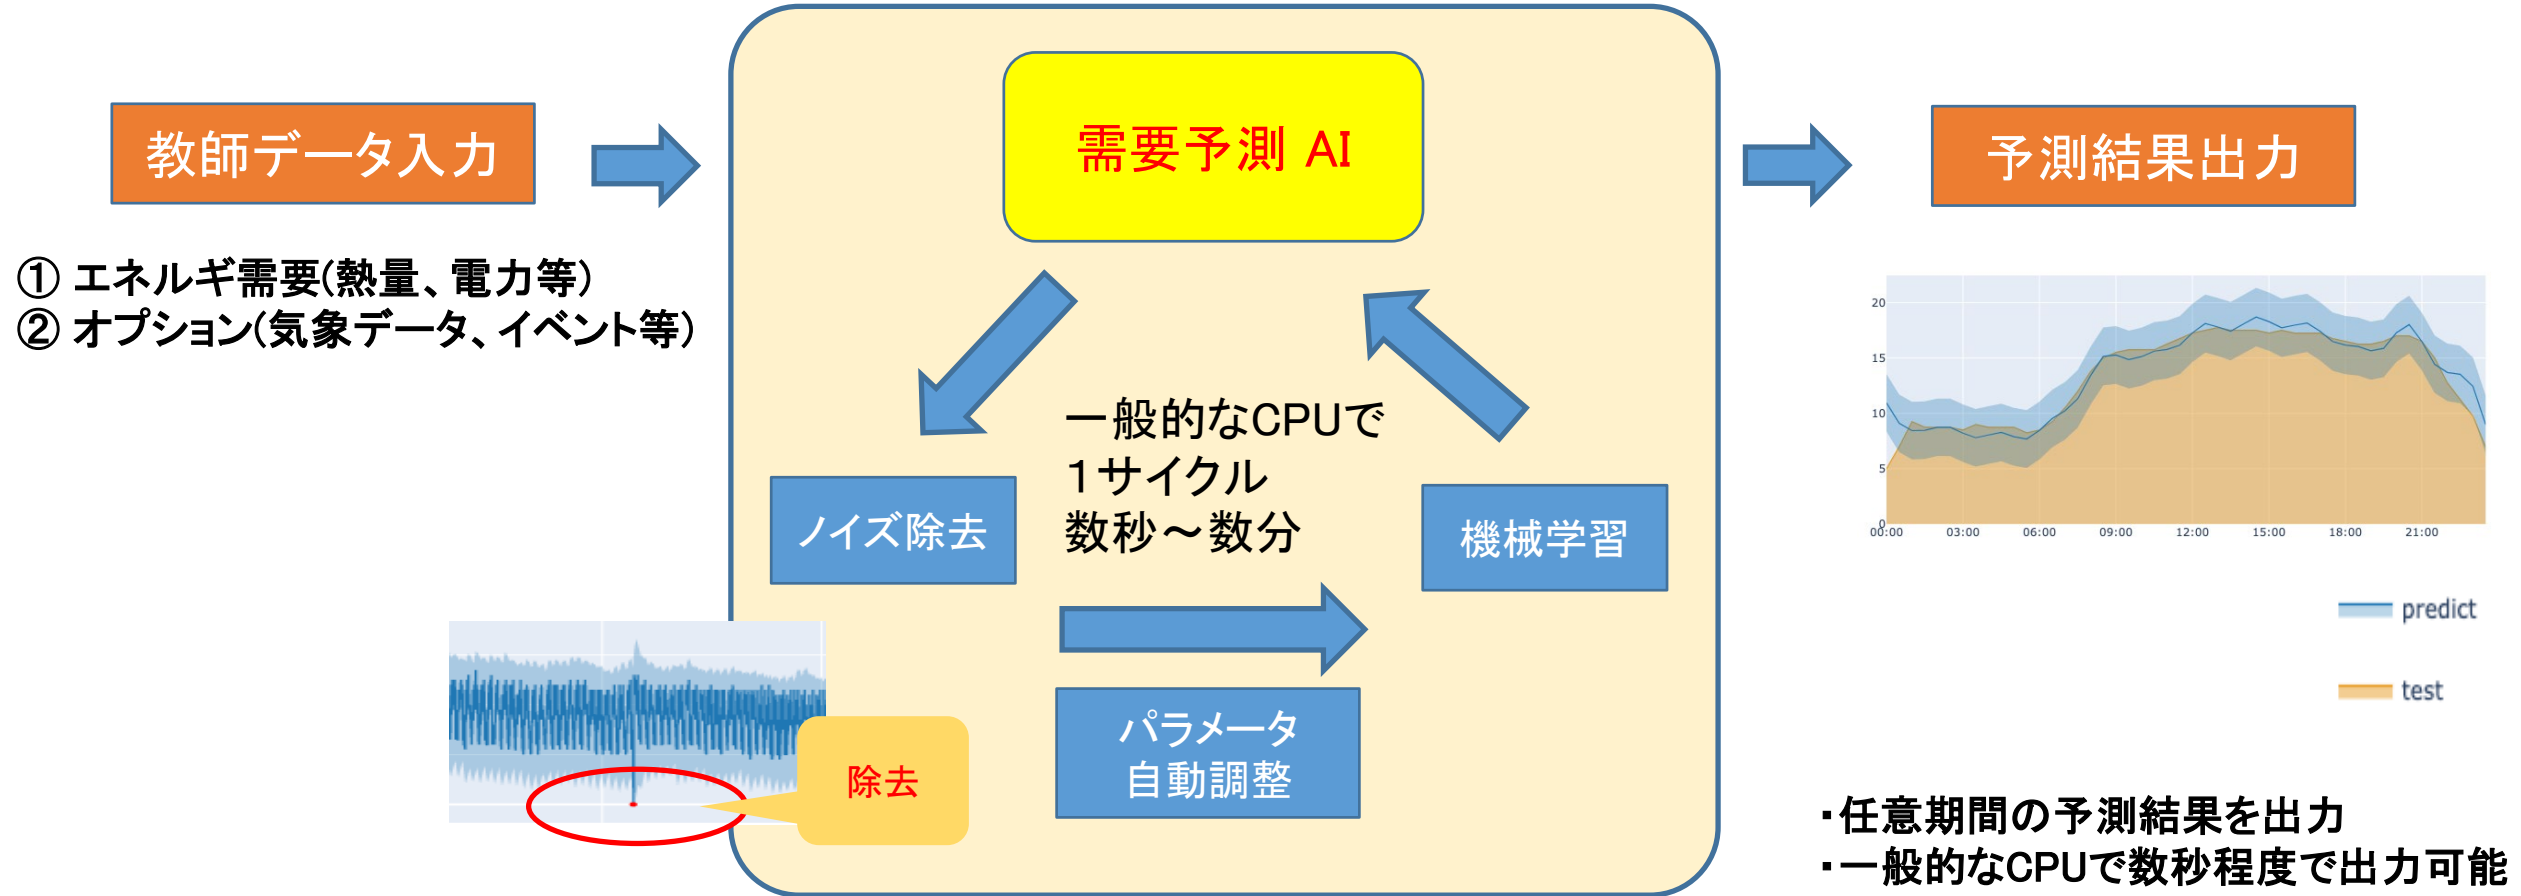 教師データ入力
① エネルギ需要(熱量、電力等)
② オプション(気象データ、イベント等)
需要予測 AI
一般的なCPUで
１サイクル
数秒～数分
ノイズ除去
機械学習
パラメータ
自動調整
除去
予測結果出力
20
15
10
5
0
00:00 03:00 06:00 09:00 12:00 15:00 18:00 21:00
predict
test
・任意期間の予測結果を出力
・一般的なCPUで数秒程度で出力可能